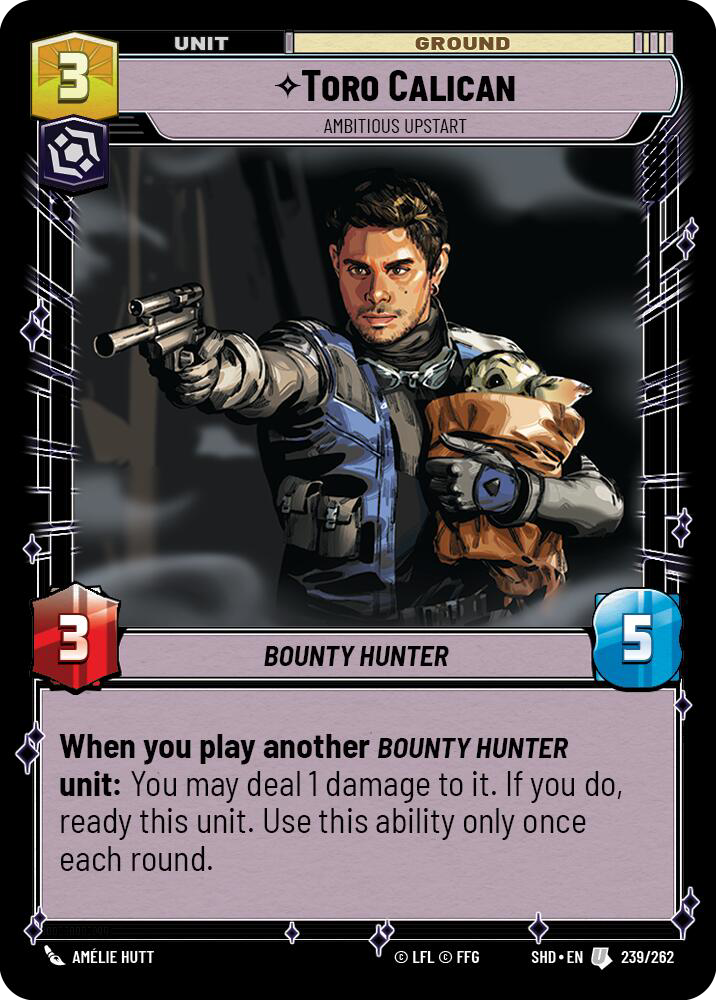 UNIT
GROUND
3
TORO CALICAN
AMBITIOUS UPSTART
3
BOUNTY HUNTER
5
When you play another BOUNTY HUNTER
unit: You may deal 1 damage to it. If you do,
ready this unit. Use this ability only once
each round.
AMÉLIE HUTT
© LFL © FFG
SHD • EN
U
239/262